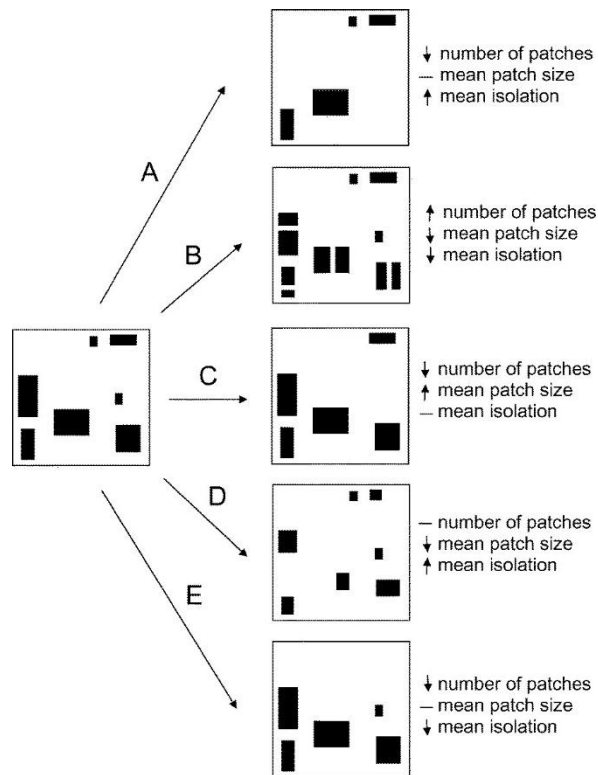 A
↓ number of patches
— mean patch size
↑ mean isolation
B
↑ number of patches
↓ mean patch size
↓ mean isolation
C
↓ number of patches
↑ mean patch size
— mean isolation
D
— number of patches
↓ mean patch size
↑ mean isolation
E
↓ number of patches
— mean patch size
↓ mean isolation